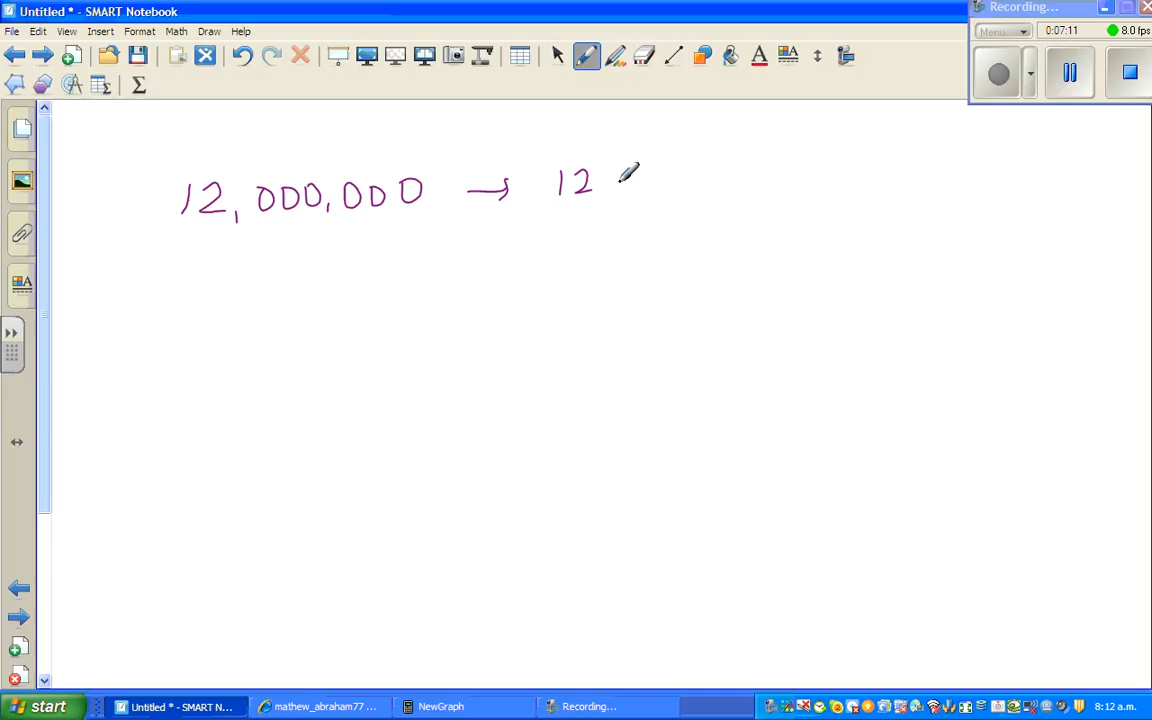 Untitled * - SMART Notebook
Recording...
File Edit View Insert Format Math Draw Help
Menu
0:07:11
8.0 fps
12,000,000 → 12
start
Untitled * - SMART N...
mathew_abraham77 ...
NewGraph
Recording...
8:12 a.m.